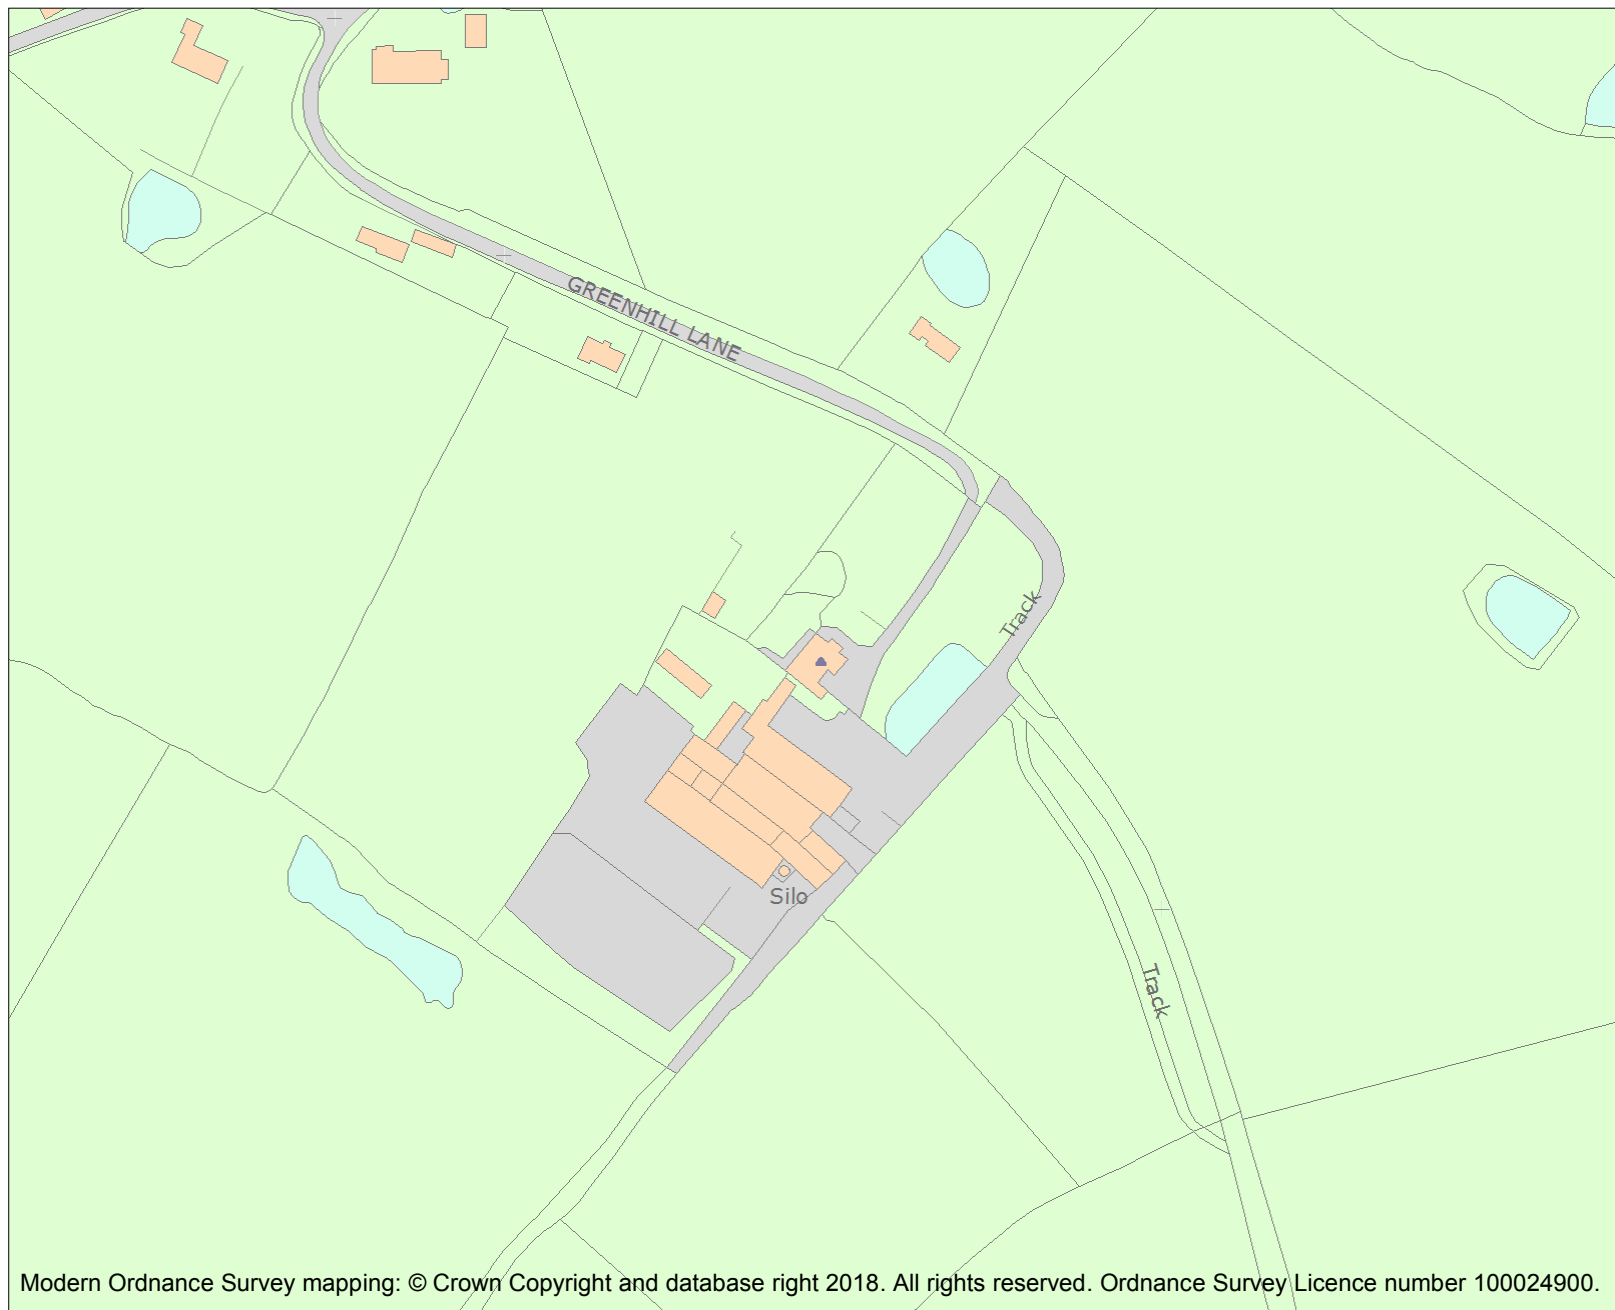 GREENHILL LANE
Track
Silo
Track
Modern Ordnance Survey mapping: © Crown Copyright and database right 2018. All rights reserved. Ordnance Survey Licence number 100024900.